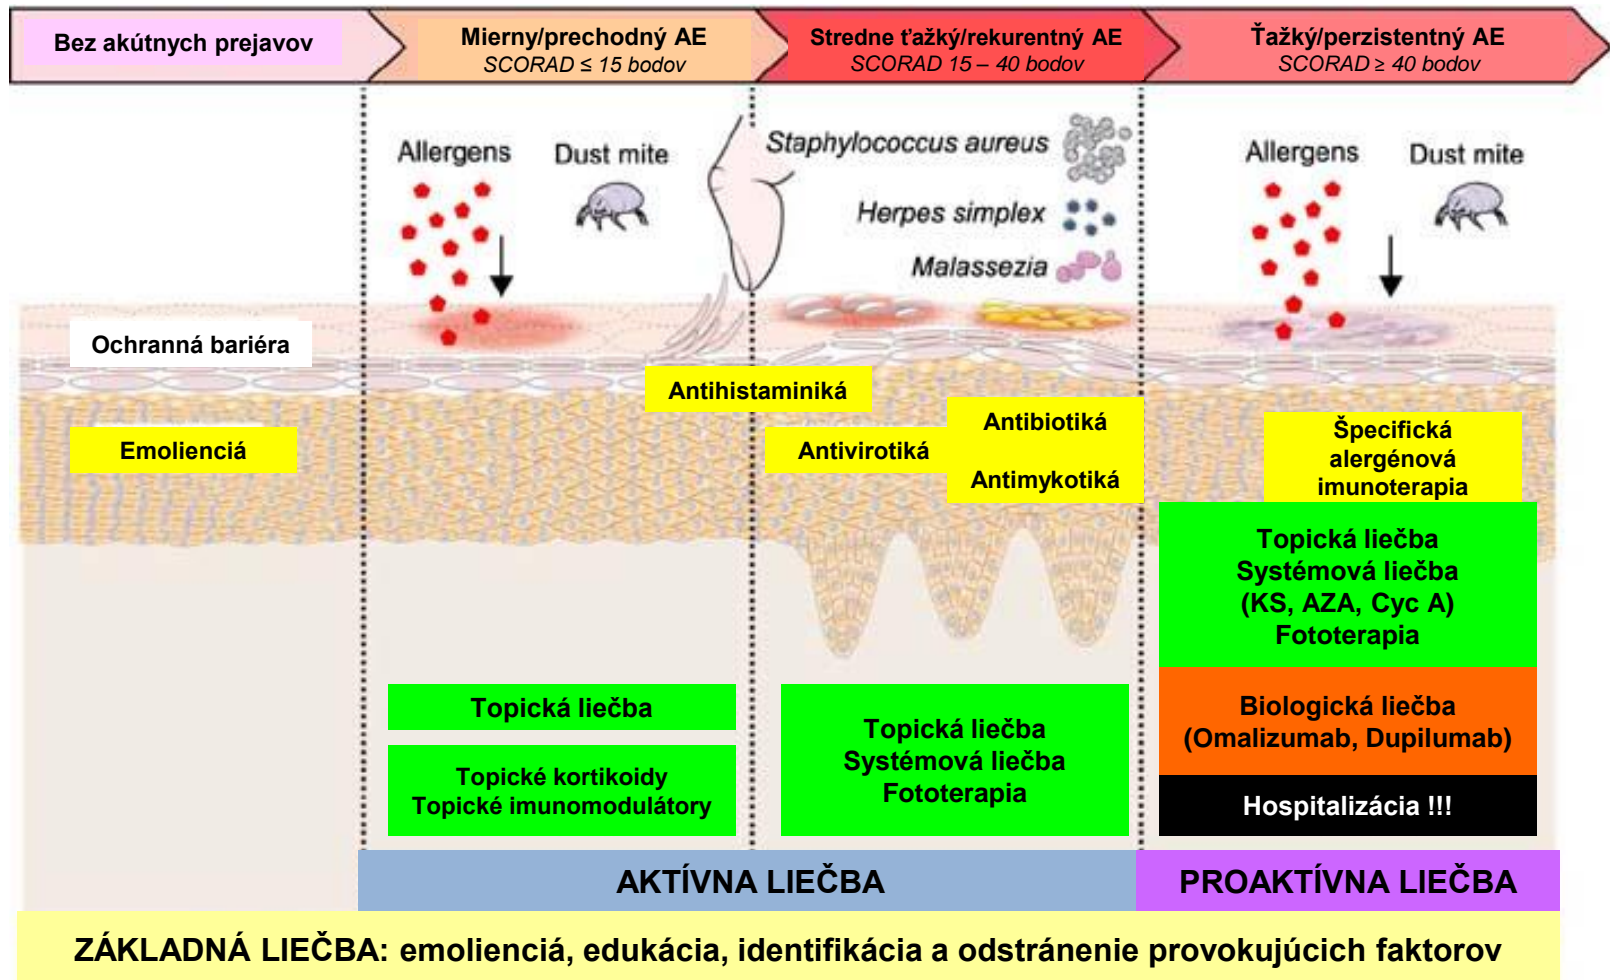 Bez akútnych prejavov
Mierny/prechodný AE
SCORAD ≤ 15 bodov
Stredne ťažký/rekurentný AE
SCORAD 15 – 40 bodov
Ťažký/perzistentný AE
SCORAD ≥ 40 bodov
Allergens
Dust mite
Staphylococcus aureus
Herpes simplex
Malassezia
Allergens
Dust mite
Ochranná bariéra
Emolienciá
Antihistaminiká
Antivirotiká
Antibiotiká
Antimykotiká
Špecifická
alergénová
imunoterapia
Topická liečba
Topické kortikoidy
Topické imunomodulátory
Topická liečba
Systémová liečba
Fototerapia
Topická liečba
Systémová liečba
(KS, AZA, Cyc A)
Fototerapia
Biologická liečba
(Omalizumab, Dupilumab)
Hospitalizácia !!!
AKTÍVNA LIEČBA
PROAKTÍVNA LIEČBA
ZÁKLADNÁ LIEČBA: emolienciá, edukácia, identifikácia a odstránenie provokujúcich faktorov